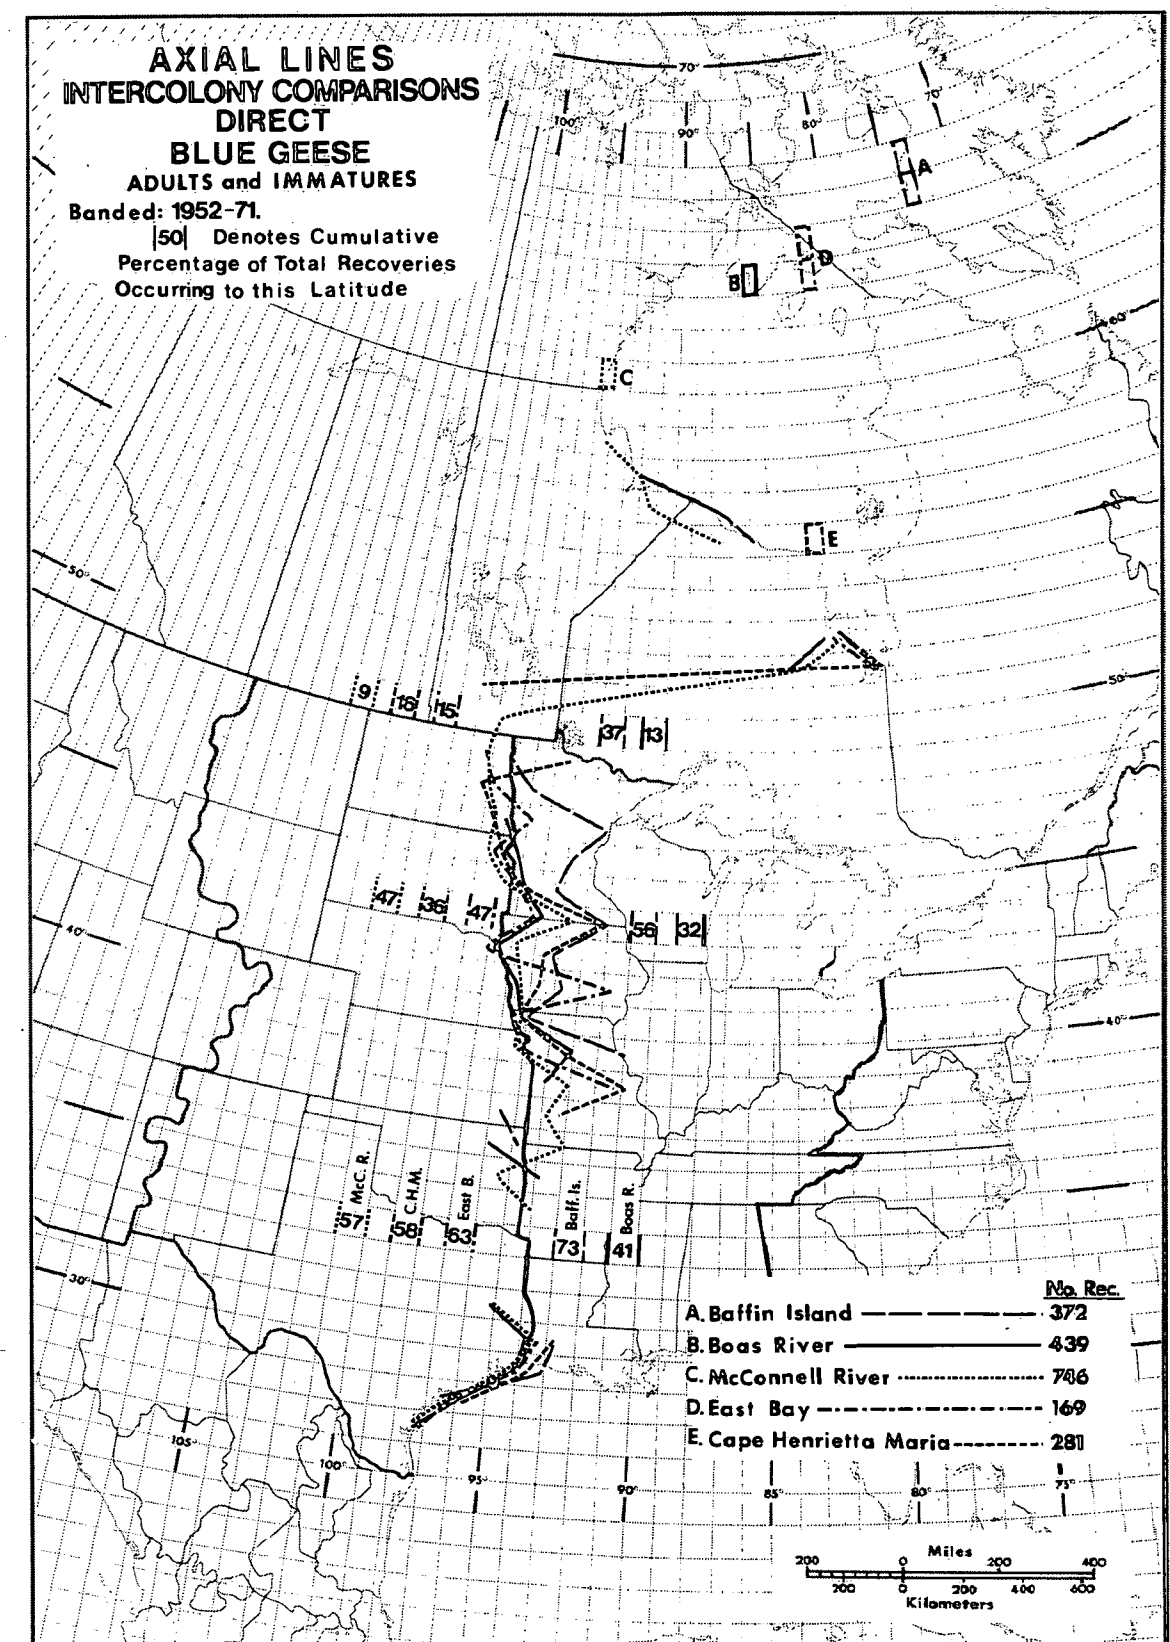 AXIAL LINES
INTERCOLONY COMPARISONS
DIRECT
BLUE GEESE
ADULTS and IMMATURES
Banded: 1952-71.
|50| Denotes Cumulative
Percentage of Total Recoveries
Occurring to this Latitude
70°
100° 90° 80° 70°
A
D
B
60°
C
E
50°
50°
9 16 15
37 13
47 36 47
56 32
40°
40°
McC. R. C.H.M. East B. Baff. Is. Boas R.
57 58 63 73 41
30°
No. Rec.
A. Baffin Island 372
B. Boas River 439
C. McConnell River
D. East Bay 169
E. Cape Henrietta Maria 281
105° 100° 95° 90° 85° 80° 75°
Miles
200 0 200 400
200 0 200 400 600
Kilometers